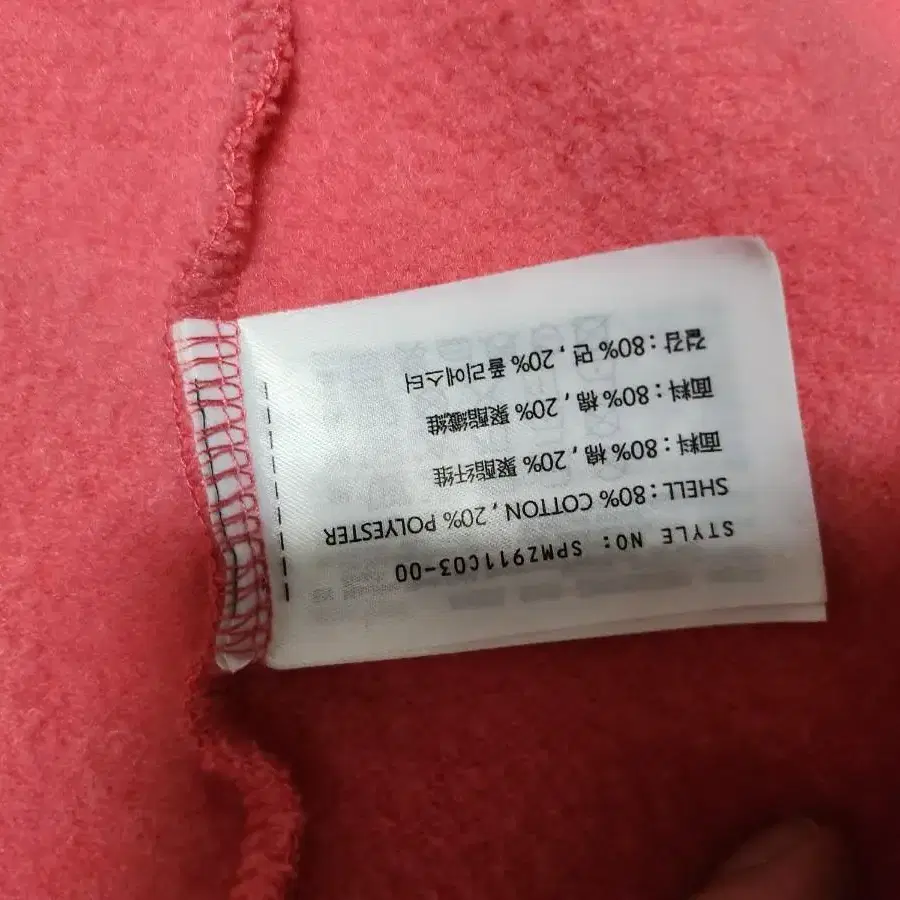 STYLE NO: SPMZ911C03-00
SHELL: 80% COTTON, 20% POLYESTER
面料: 80% 棉, 20% 聚酯纤维
面料: 80% 棉, 20% 聚酯纖維
겉감: 80% 면, 20% 폴리에스터